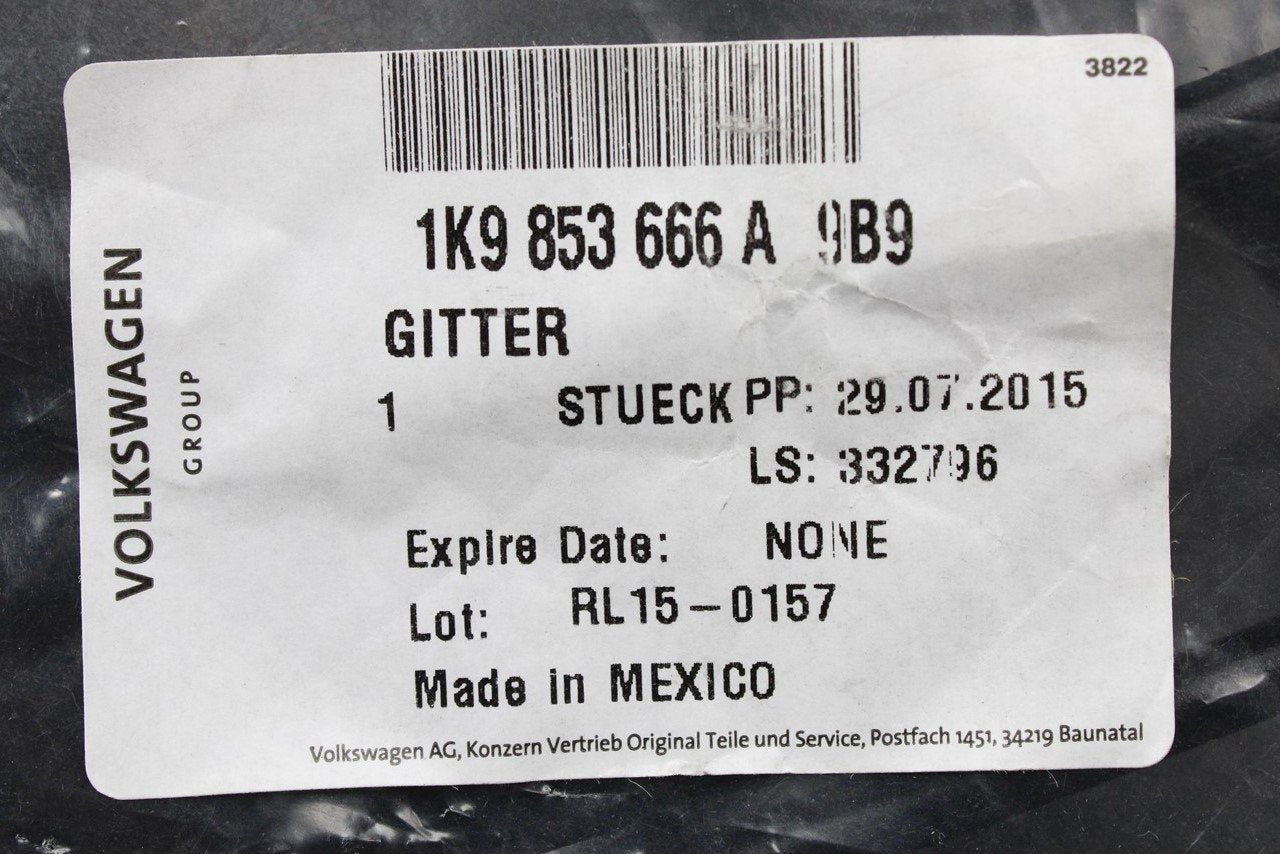 3822
1K9 853 666 A 9B9
GITTER
1 STUECK PP: 29.07.2015
LS: 332796
Expire Date: NONE
Lot: RL15-0157
Made in MEXICO
Volkswagen AG, Konzern Vertrieb Original Teile und Service, Postfach 1451, 34219 Baunatal
VOLKSWAGEN
GROUP